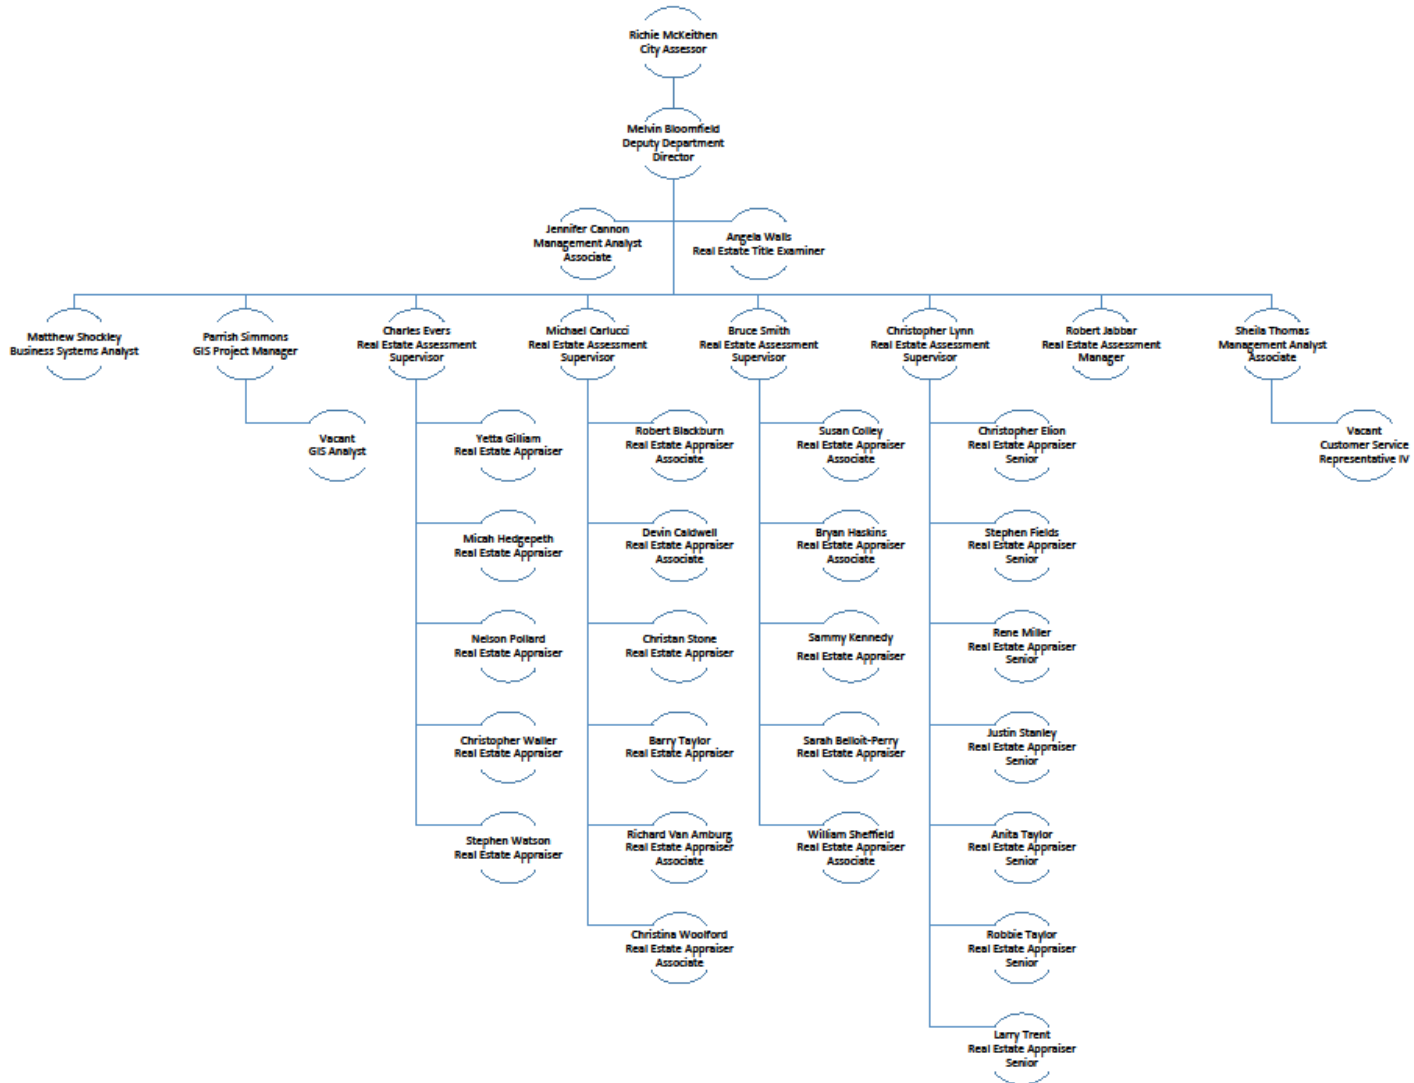 Richie McKeithen
City Assessor
Melvin Bloomfield
Deputy Department
Director
Jennifer Cannon
Management Analyst
Associate
Angela Walls
Real Estate Title Examiner
Matthew Shockley
Business Systems Analyst
Parrish Simmons
GIS Project Manager
Charles Evers
Real Estate Assessment
Supervisor
Michael Carlucci
Real Estate Assessment
Supervisor
Bruce Smith
Real Estate Assessment
Supervisor
Christopher Lynn
Real Estate Assessment
Supervisor
Robert Jabbar
Real Estate Assessment
Manager
Sheila Thomas
Management Analyst
Associate
Vacant
GIS Analyst
Yetta Gilliam
Real Estate Appraiser
Robert Blackburn
Real Estate Appraiser
Associate
Susan Colley
Real Estate Appraiser
Associate
Christopher Elion
Real Estate Appraiser
Senior
Vacant
Customer Service
Representative IV
Micah Hedgepeth
Real Estate Appraiser
Devin Caldwell
Real Estate Appraiser
Associate
Bryan Haskins
Real Estate Appraiser
Associate
Stephen Fields
Real Estate Appraiser
Senior
Nelson Pollard
Real Estate Appraiser
Christan Stone
Real Estate Appraiser
Sammy Kennedy
Real Estate Appraiser
Rene Miller
Real Estate Appraiser
Senior
Christopher Waller
Real Estate Appraiser
Barry Taylor
Real Estate Appraiser
Sarah Belloit-Perry
Real Estate Appraiser
Justin Stanley
Real Estate Appraiser
Senior
Stephen Watson
Real Estate Appraiser
Richard Van Amburg
Real Estate Appraiser
Associate
William Sheffield
Real Estate Appraiser
Associate
Anita Taylor
Real Estate Appraiser
Senior
Christina Woolford
Real Estate Appraiser
Associate
Robbie Taylor
Real Estate Appraiser
Senior
Larry Trent
Real Estate Appraiser
Senior